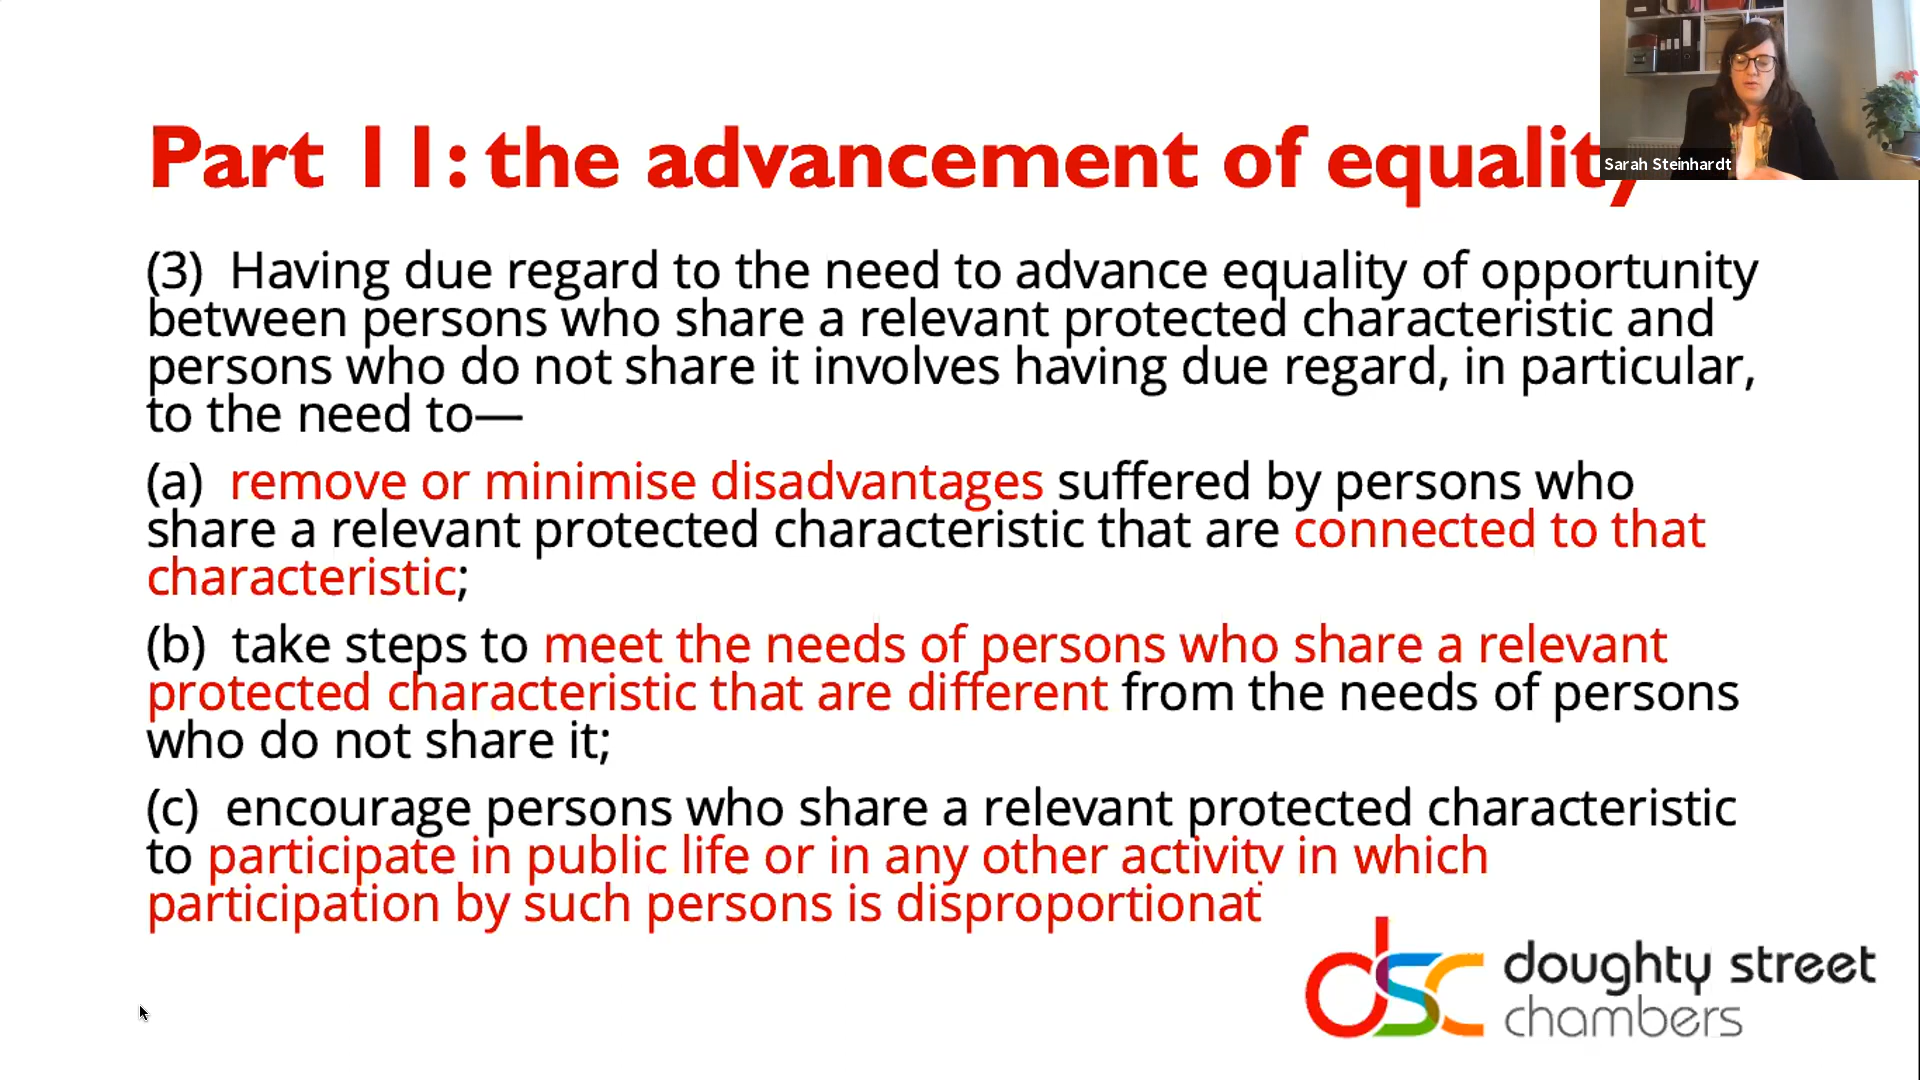 Part 11: the advancement of equality
Sarah Steinhardt
(3) Having due regard to the need to advance equality of opportunity
between persons who share a relevant protected characteristic and
persons who do not share it involves having due regard, in particular,
to the need to—
(a) remove or minimise disadvantages suffered by persons who
share a relevant protected characteristic that are connected to that
characteristic;
(b) take steps to meet the needs of persons who share a relevant
protected characteristic that are different from the needs of persons
who do not share it;
(c) encourage persons who share a relevant protected characteristic
to participate in public life or in any other activity in which
participation by such persons is disproportionat
dsc doughty street
chambers